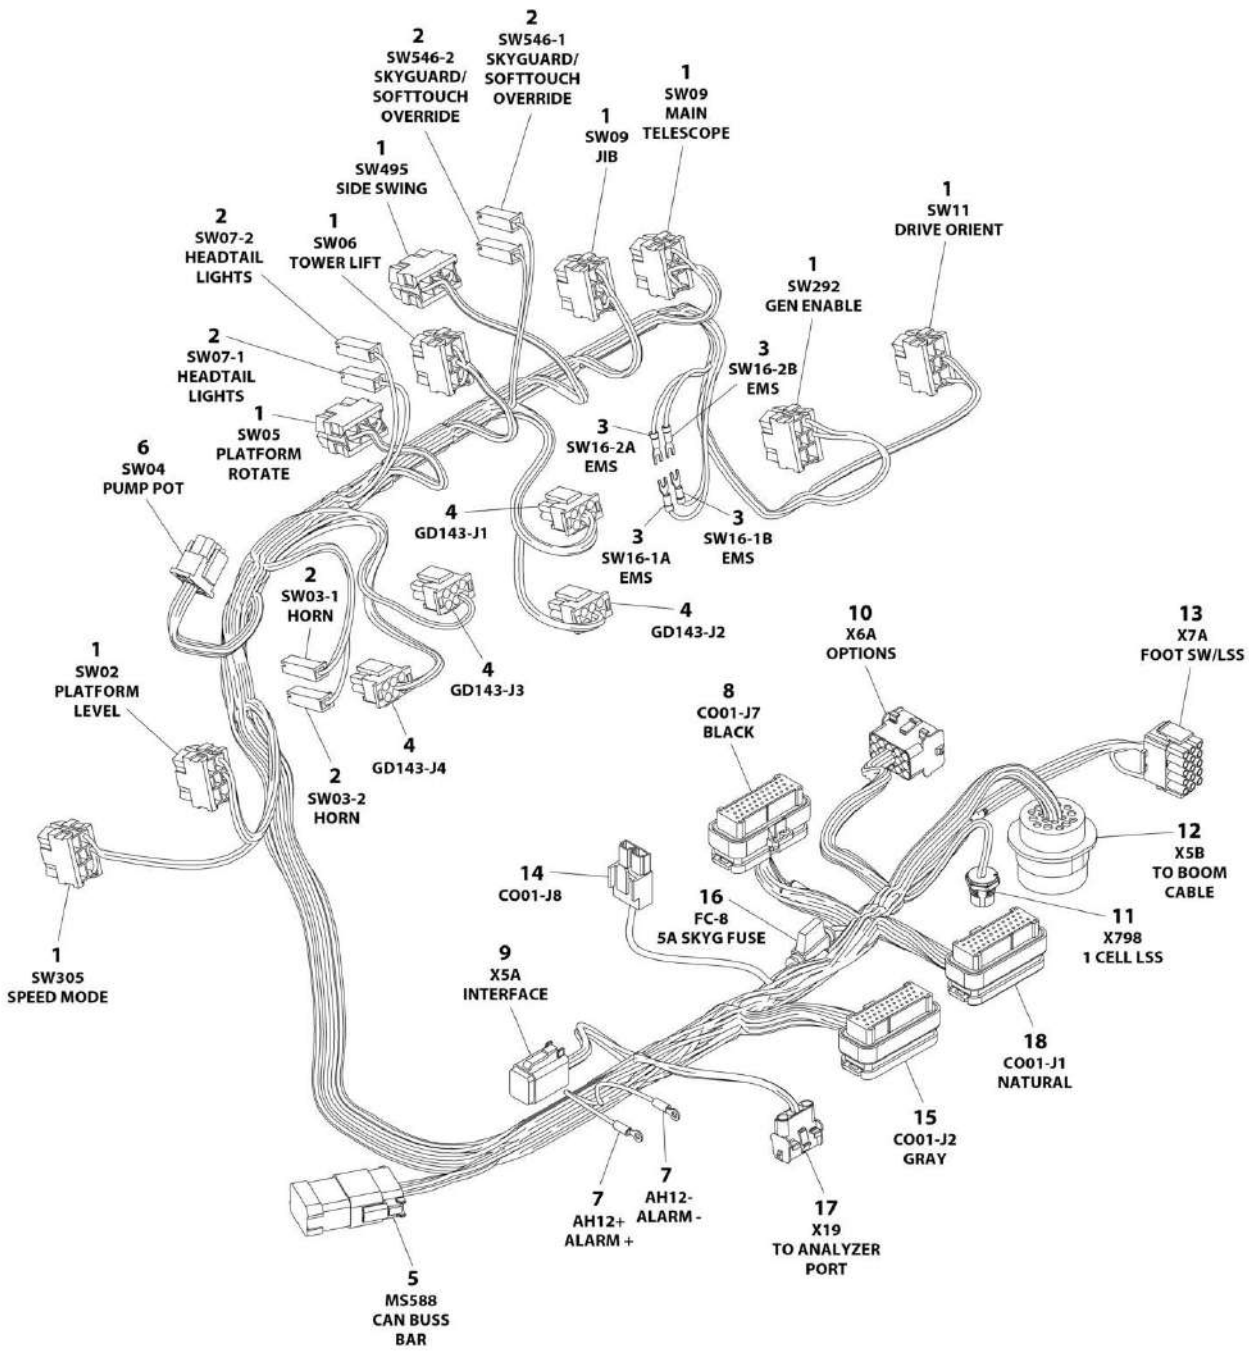 2
SW546-1
SKYGUARD/
SOFTTOUCH
OVERRIDE
2
SW546-2
SKYGUARD/
SOFTTOUCH
OVERRIDE
1
SW09
MAIN
TELESCOPE
1
SW09
JIB
1
SW495
SIDE SWING
1
SW11
DRIVE ORIENT
2
SW07-2
HEADTAIL
LIGHTS
1
SW06
TOWER LIFT
1
SW292
GEN ENABLE
2
SW07-1
HEADTAIL
LIGHTS
3
SW16-2B
EMS
1
SW05
PLATFORM
ROTATE
3
SW16-2A
EMS
6
SW04
PUMP POT
4
GD143-J1
3
SW16-1A
EMS
3
SW16-1B
EMS
2
SW03-1
HORN
4
GD143-J2
10
X6A
OPTIONS
13
X7A
FOOT SW/LSS
1
SW02
PLATFORM
LEVEL
4
GD143-J3
8
CO01-J7
BLACK
4
GD143-J4
2
SW03-2
HORN
12
X5B
TO BOOM
CABLE
14
CO01-J8
16
FC-8
5A SKYG FUSE
11
X798
1 CELL LSS
1
SW305
SPEED MODE
9
X5A
INTERFACE
18
CO01-J1
NATURAL
15
CO01-J2
GRAY
7
AH12-
ALARM -
7
AH12+
ALARM +
17
X19
TO ANALYZER
PORT
5
MS588
CAN BUSS
BAR